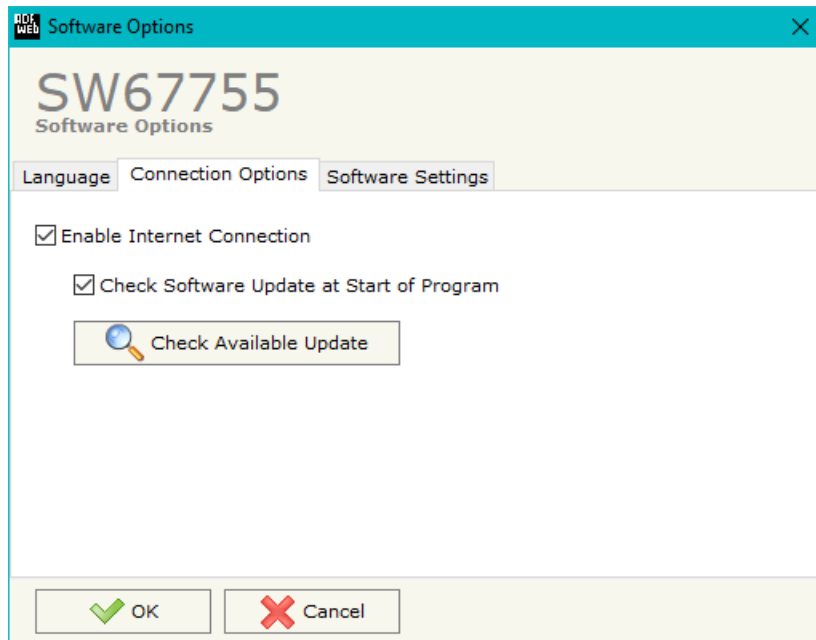 ADF
WEB
Software Options
SW67755
Software Options
Language Connection Options Software Settings
Enable Internet Connection
Check Software Update at Start of Program
Check Available Update
OK Cancel